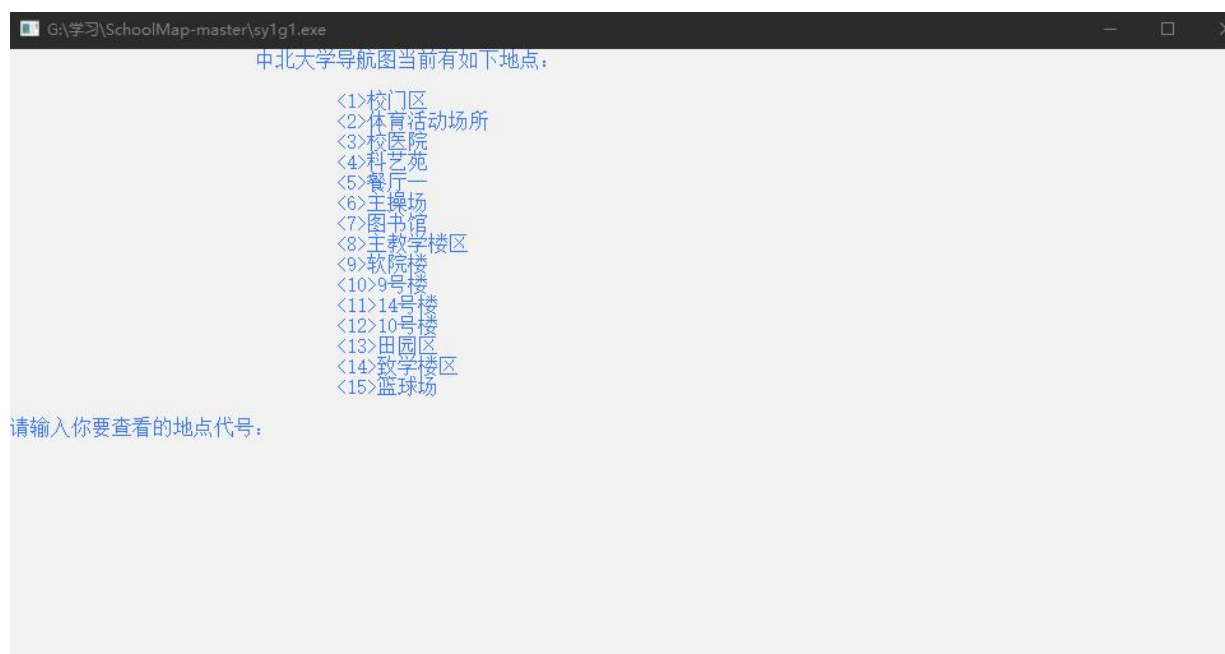 G:\学习\SchoolMap-master\sy1g1.exe
中北大学导航图当前有如下地点：
<1>校门区
<2>体育活动场所
<3>校医院
<4>科艺苑
<5>餐厅一
<6>主操场
<7>图书馆
<8>主教学楼区
<9>软院楼
<10>9号楼
<11>14号楼
<12>10号楼
<13>田园区
<14>致学楼区
<15>篮球场
请输入你要查看的地点代号：